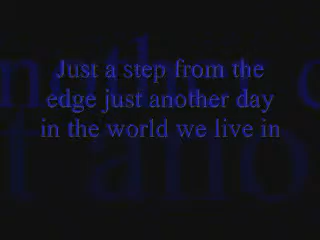 Just a step from the
edge just another day
in the world we live in